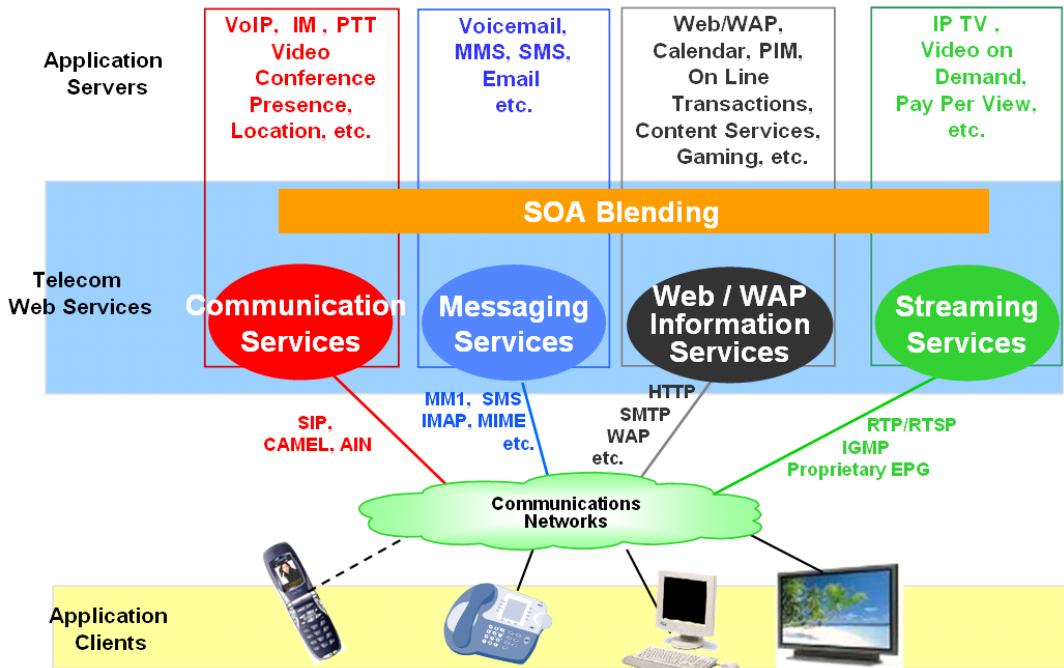 Application
Servers
VoIP, IM , PTT
Video
Conference
Presence,
Location, etc.
Voicemail,
MMS, SMS,
Email
etc.
Web/WAP,
Calendar, PIM,
On Line
Transactions,
Content Services,
Gaming, etc.
IP TV ,
Video on
Demand,
Pay Per View,
etc.
SOA Blending
Telecom
Web Services
Communication
Services
Messaging
Services
Web / WAP
Information
Services
Streaming
Services
SIP,
CAMEL, AIN
MM1, SMS
IMAP, MIME
etc.
HTTP
SMTP
WAP
etc.
RTP/RTSP
IGMP
Proprietary EPG
Communications
Networks
Application
Clients